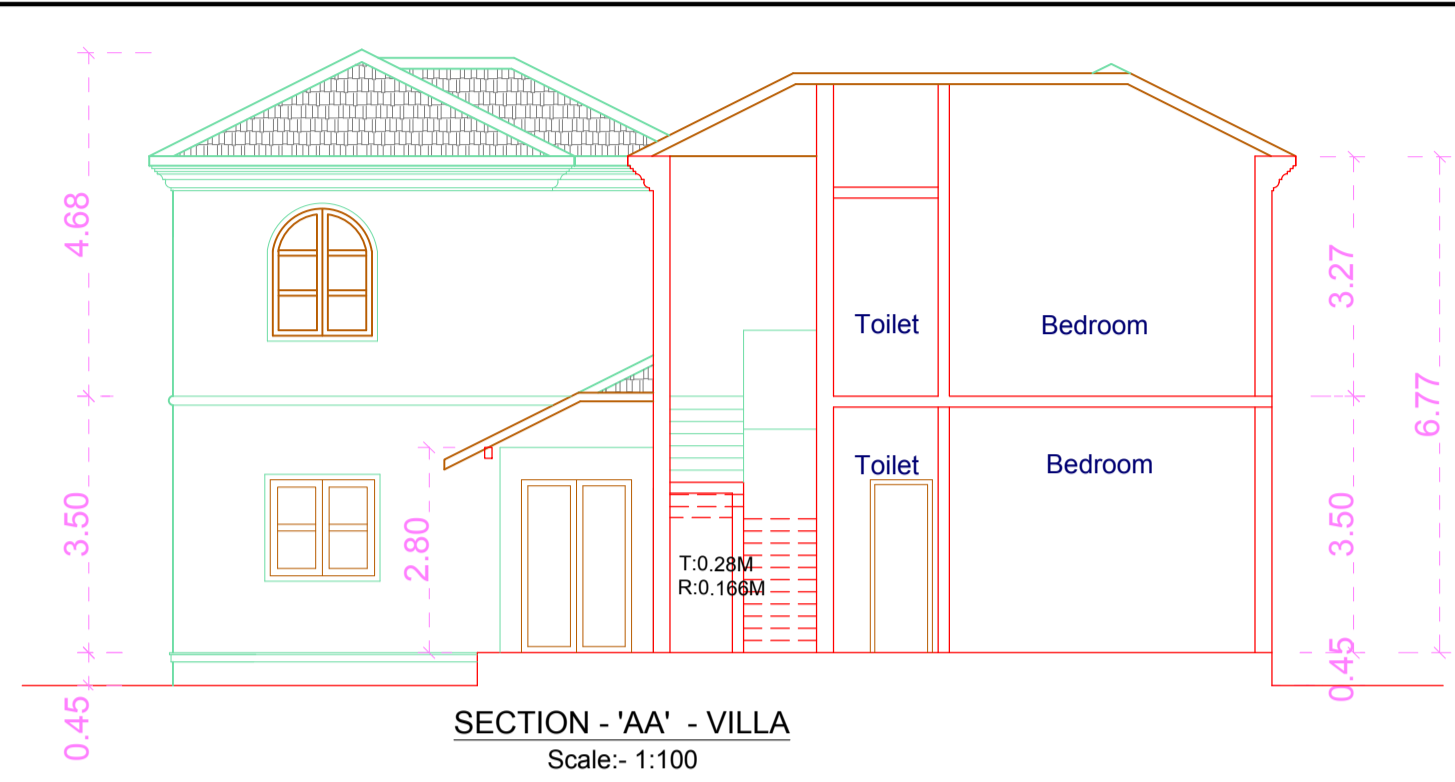 4.68
3.50
0.45
2.80
Toilet
Bedroom
Toilet
Bedroom
T:0.28M
R:0.166M
3.27
3.50
0.45
6.77
SECTION - 'AA' - VILLA
Scale:- 1:100